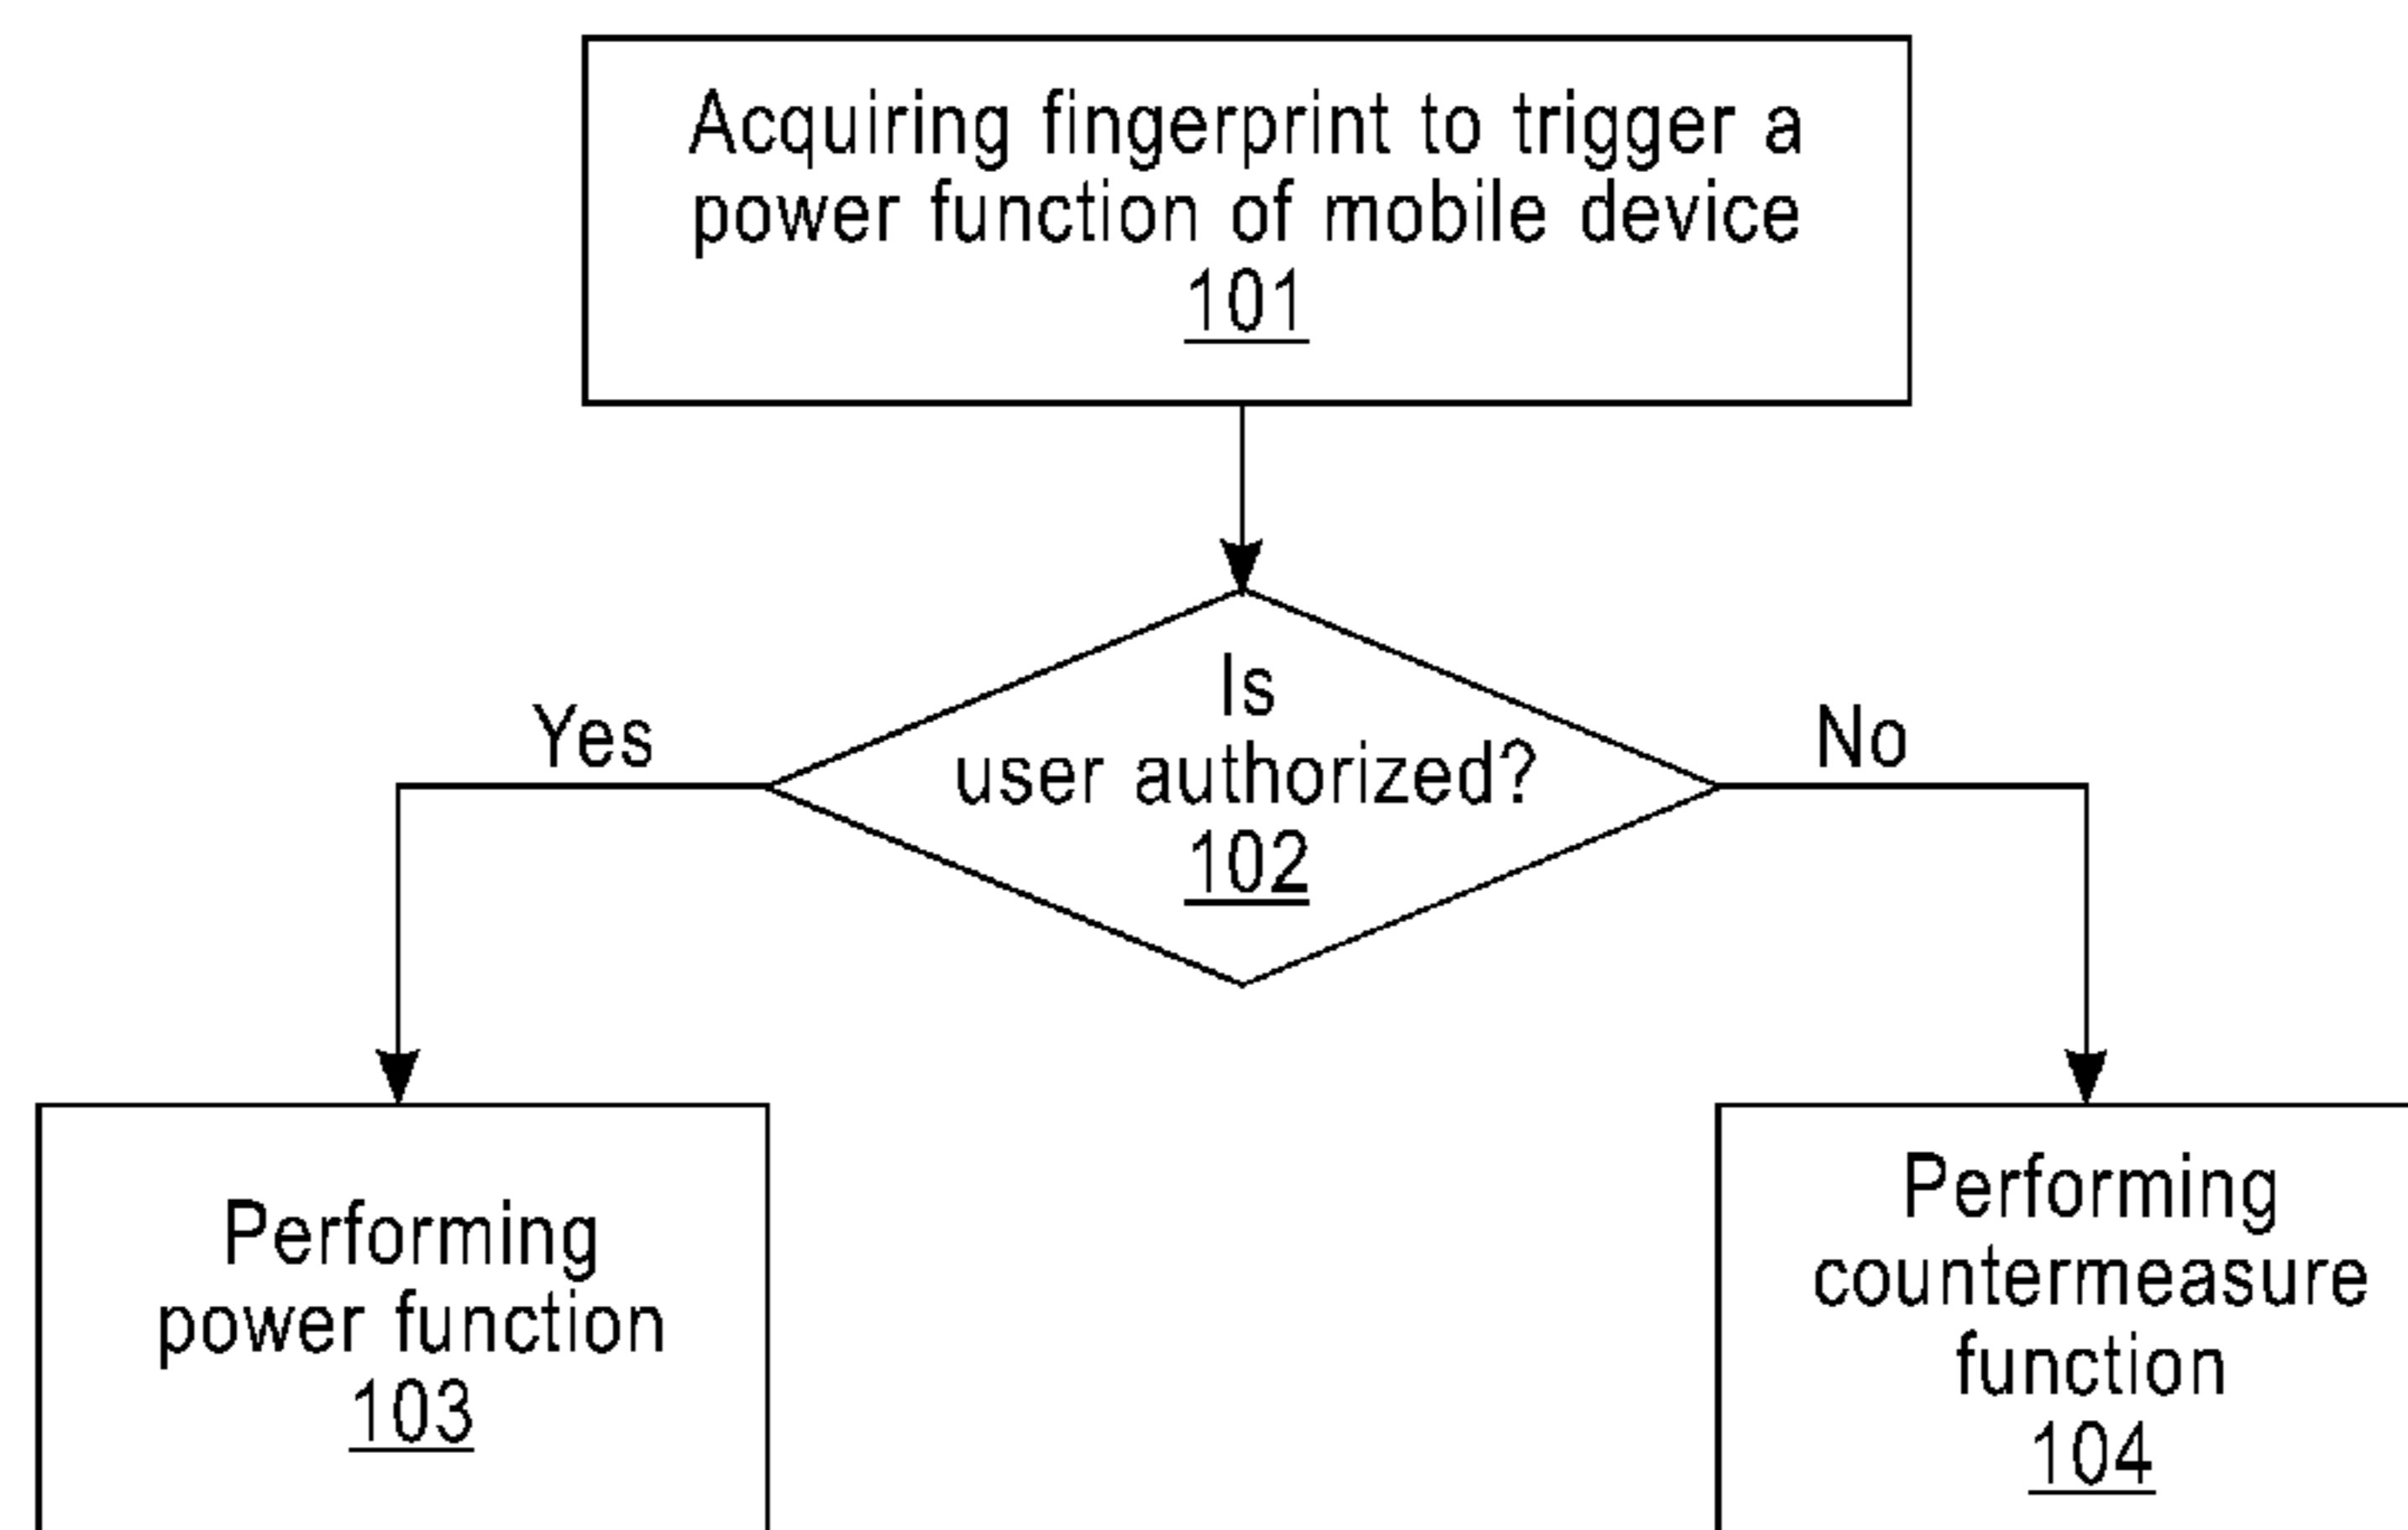 Acquiring fingerprint to trigger a
power function of mobile device
101
Is
user authorized?
102
Yes
No
Performing
power function
103
Performing
countermeasure
function
104